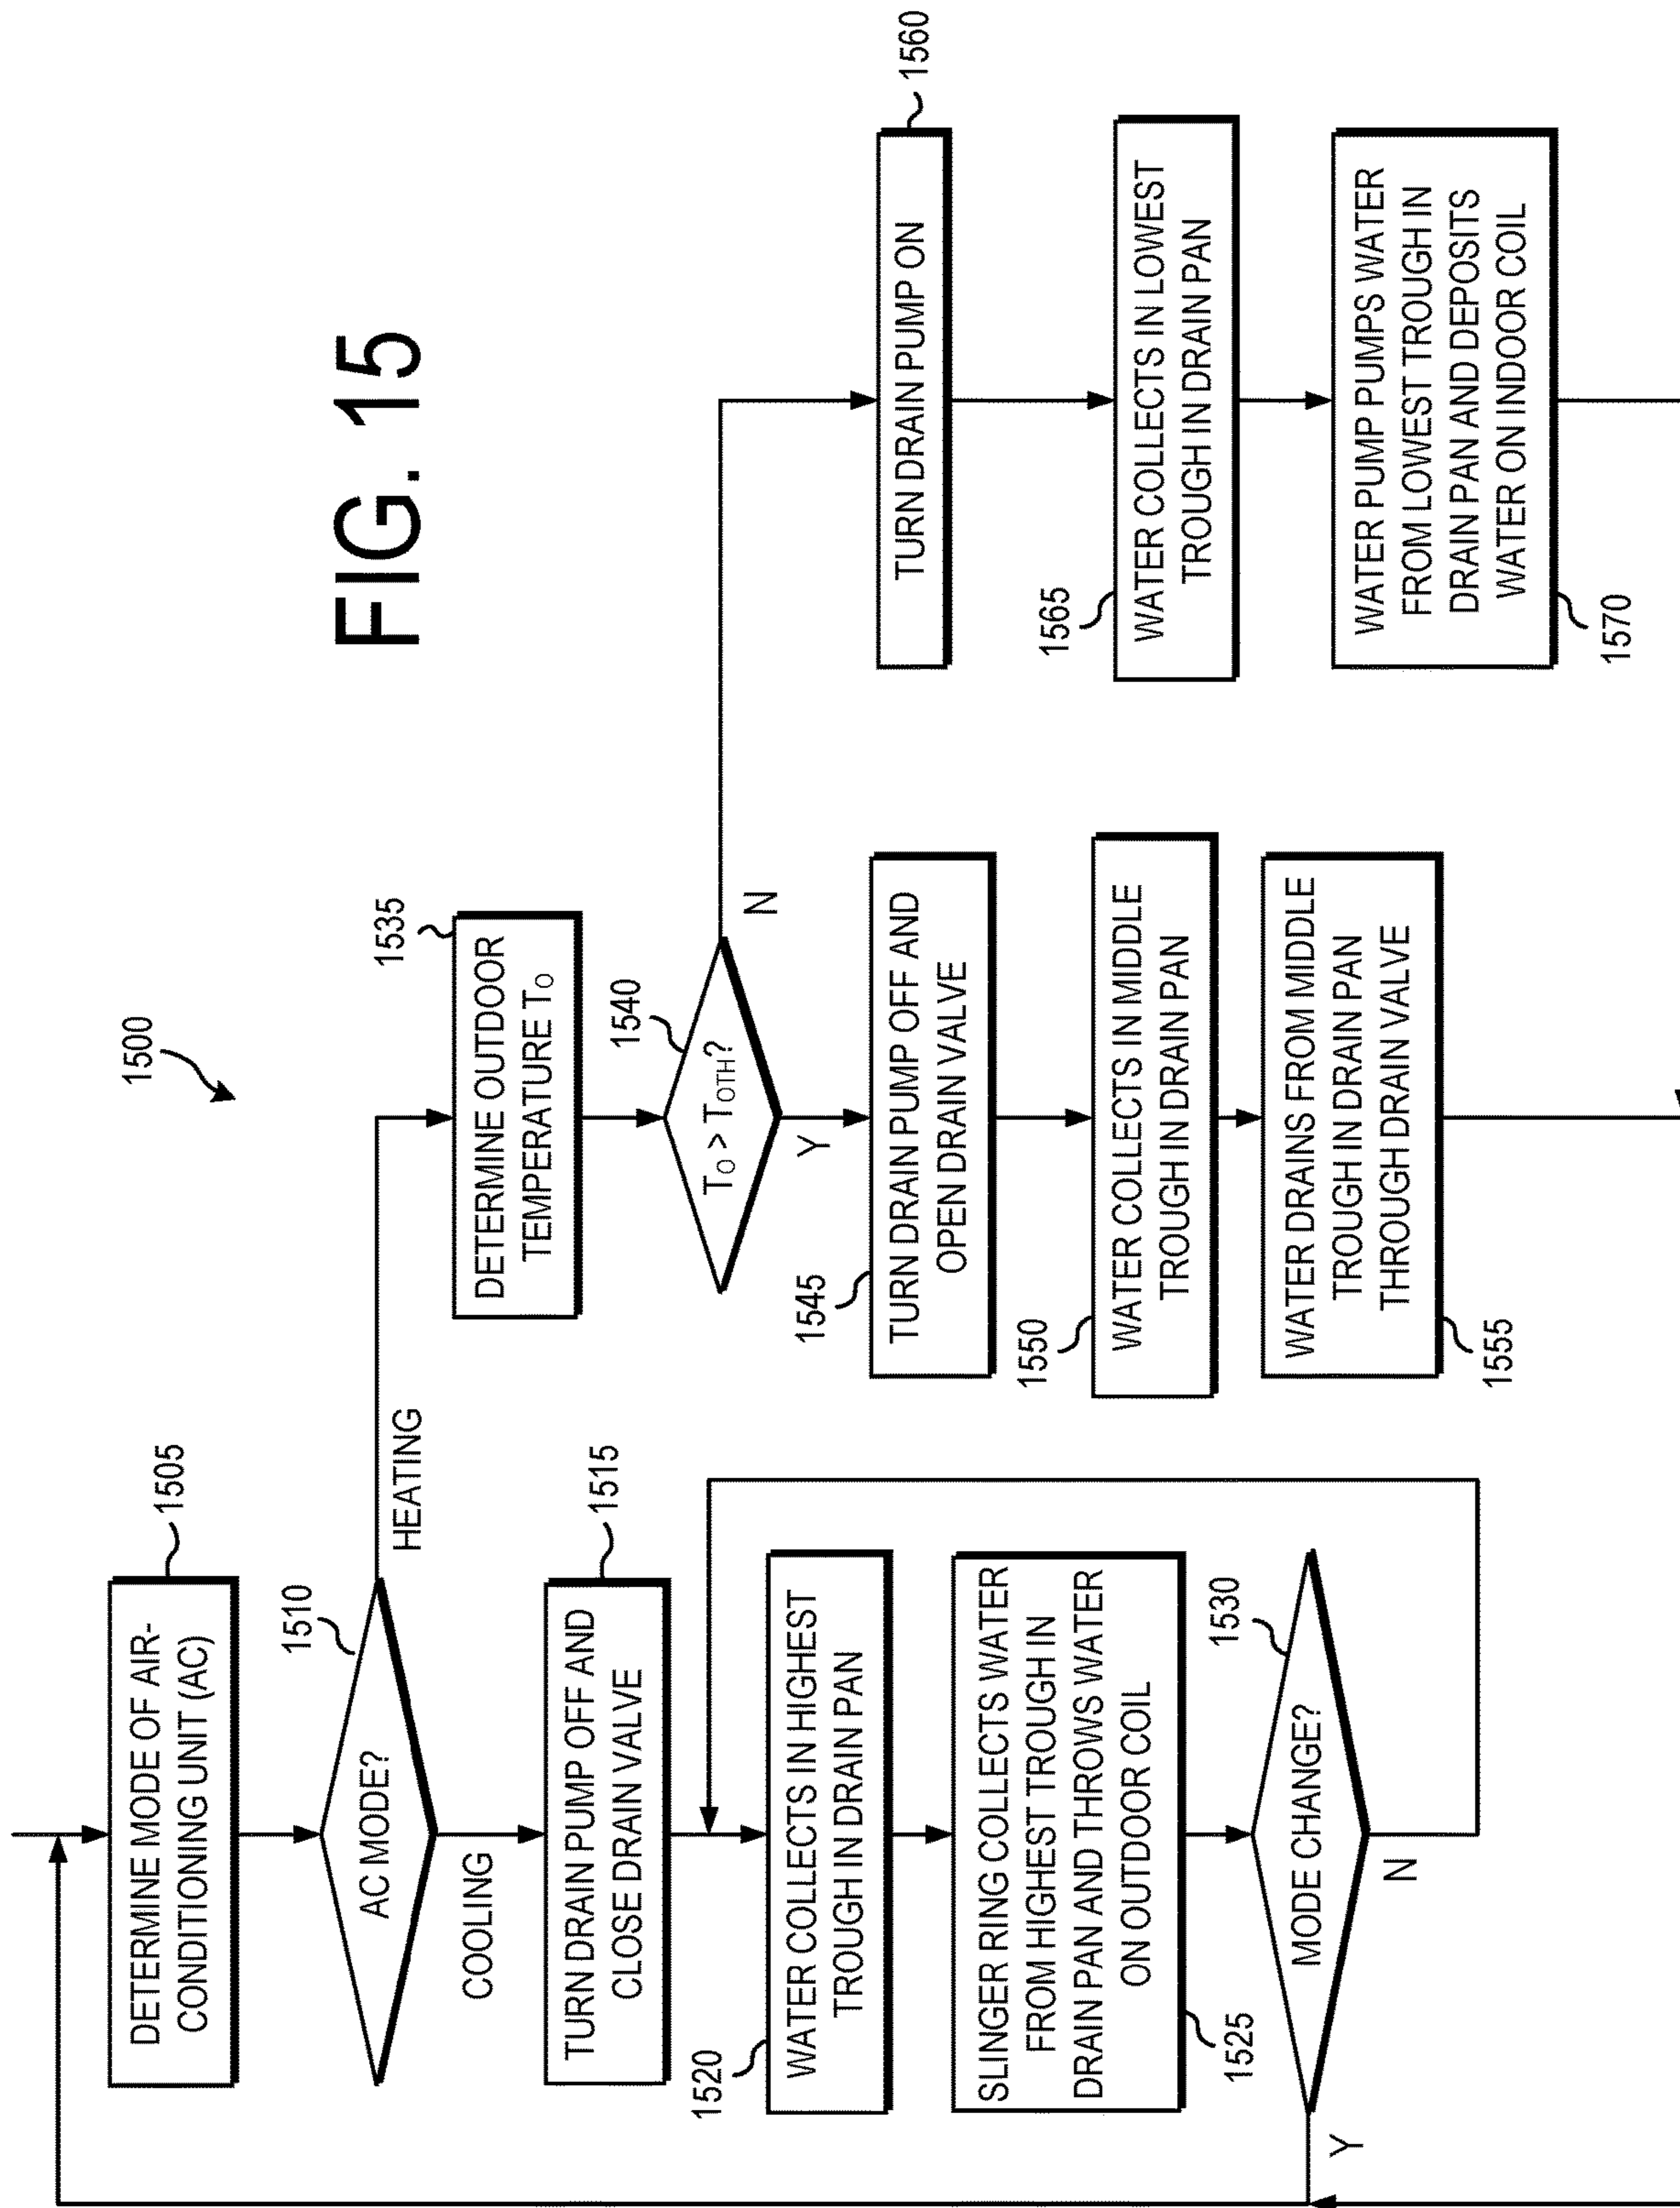 FIG. 15
1500
DETERMINE MODE OF AIR-
CONDITIONING UNIT (AC)
1505
AC MODE?
1510
HEATING
COOLING
TURN DRAIN PUMP OFF AND
CLOSE DRAIN VALVE
1515
WATER COLLECTS IN HIGHEST
TROUGH IN DRAIN PAN
1520
SLINGER RING COLLECTS WATER
FROM HIGHEST TROUGH IN
DRAIN PAN AND THROWS WATER
ON OUTDOOR COIL
1525
MODE CHANGE?
1530
Y
N
DETERMINE OUTDOOR
TEMPERATURE TO
1535
TO > TOTH?
1540
N
Y
TURN DRAIN PUMP OFF AND
OPEN DRAIN VALVE
1545
WATER COLLECTS IN MIDDLE
TROUGH IN DRAIN PAN
1550
WATER DRAINS FROM MIDDLE
TROUGH IN DRAIN PAN
THROUGH DRAIN VALVE
1555
TURN DRAIN PUMP ON
1560
WATER COLLECTS IN LOWEST
TROUGH IN DRAIN PAN
1565
WATER PUMP PUMPS WATER
FROM LOWEST TROUGH IN
DRAIN PAN AND DEPOSITS
WATER ON INDOOR COIL
1570